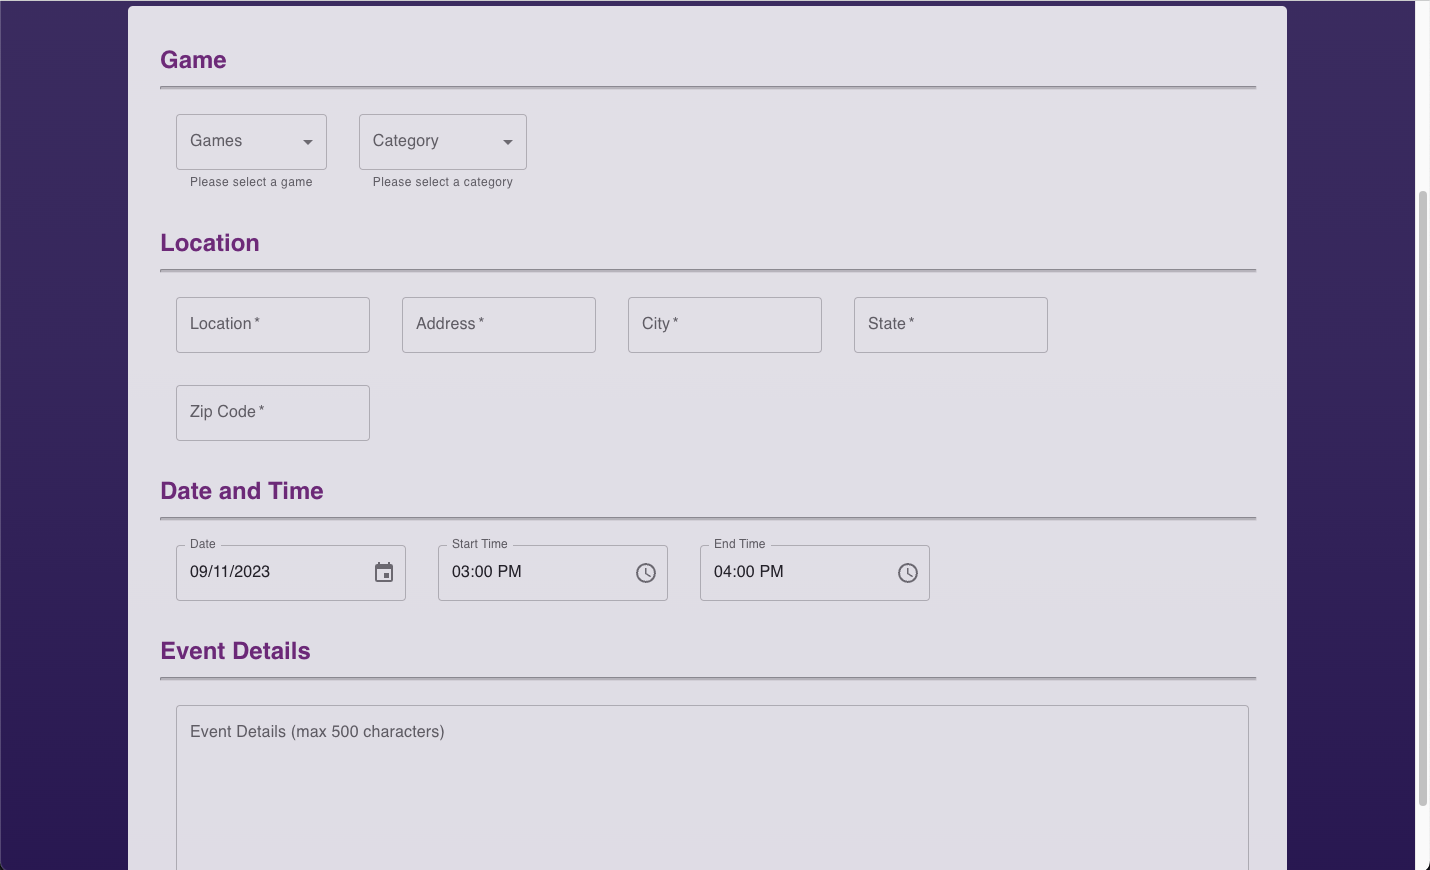 Game
Games Category
Please select a game Please select a category
Location
Location * Address * City * State *
Zip Code *
Date and Time
Date Start Time End Time
09/11/2023 03:00 PM 04:00 PM
Event Details
Event Details (max 500 characters)